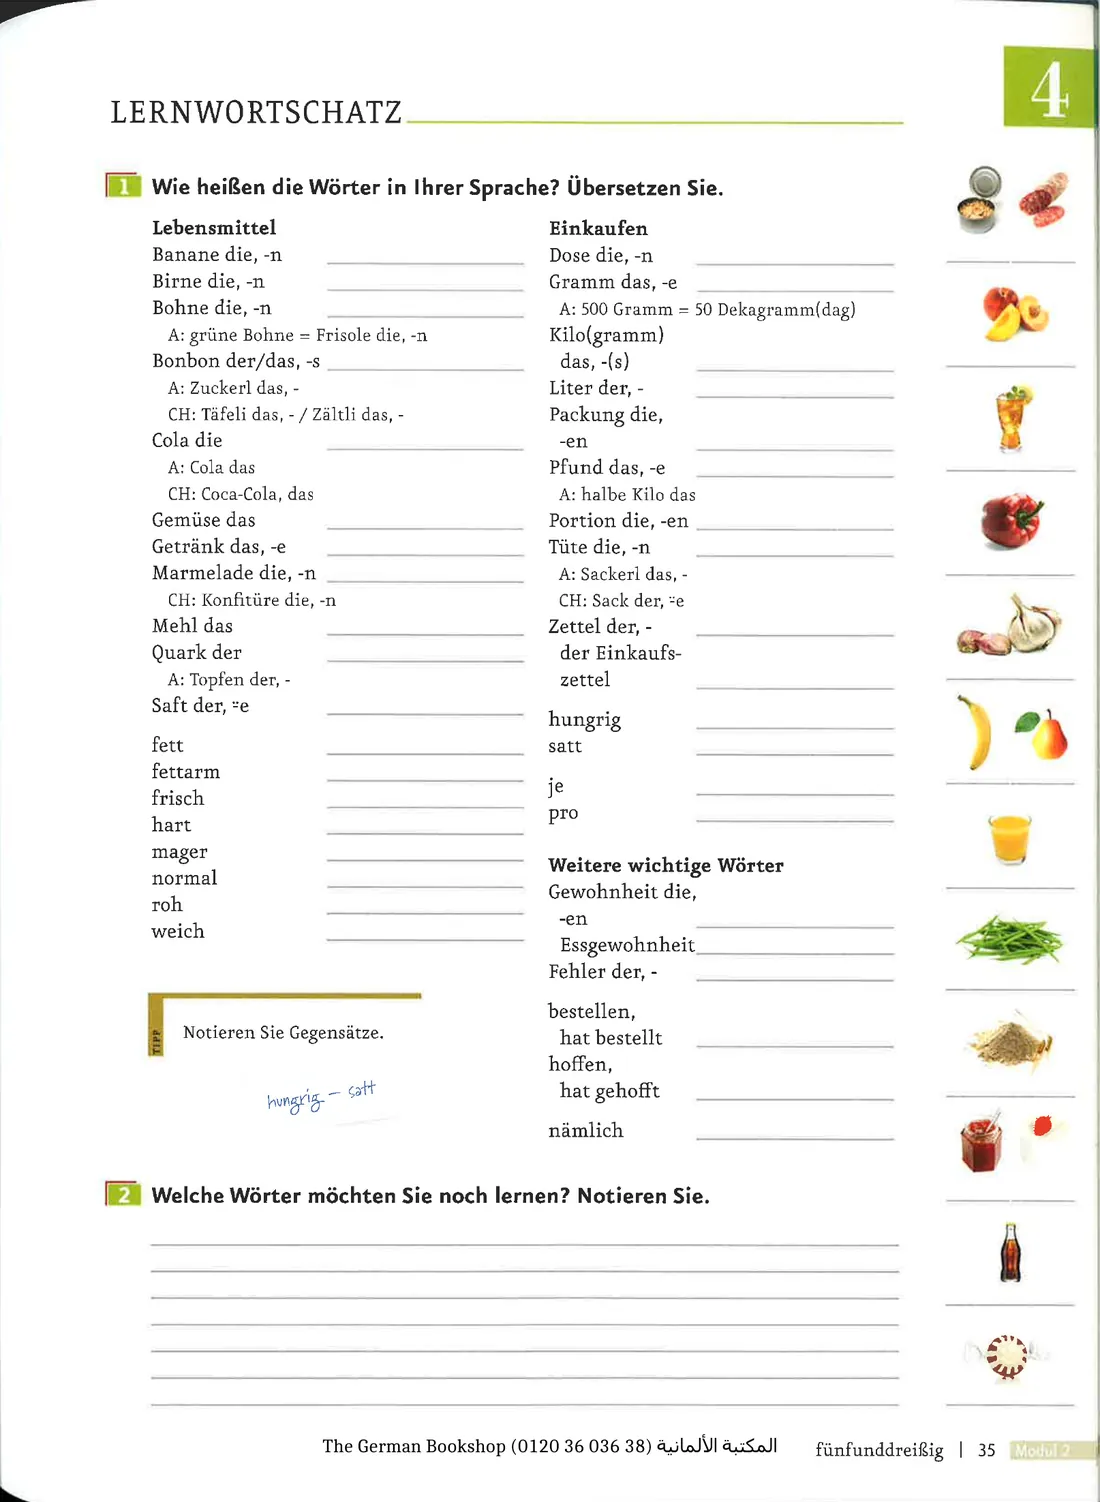 4
LERNWORTSCHATZ
1 Wie heißen die Wörter in Ihrer Sprache? Übersetzen Sie.
Lebensmittel
Banane die, -n
Birne die, -n
Bohne die, -n
A: grüne Bohne = Frisole die, -n
Bonbon der/das, -s
A: Zuckerl das, -
CH: Täfeli das, - / Zältli das, -
Cola die
A: Cola das
CH: Coca-Cola, das
Gemüse das
Getränk das, -e
Marmelade die, -n
CH: Konfitüre die, -n
Mehl das
Quark der
A: Topfen der, -
Saft der, ⸚e
fett
fettarm
frisch
hart
mager
normal
roh
weich
TIPP
Notieren Sie Gegensätze.
hungrig – satt
Einkaufen
Dose die, -n
Gramm das, -e
A: 500 Gramm = 50 Dekagramm(dag)
Kilo(gramm)
das, -(s)
Liter der, -
Packung die,
-en
Pfund das, -e
A: halbe Kilo das
Portion die, -en
Tüte die, -n
A: Sackerl das, -
CH: Sack der, ⸚e
Zettel der, -
der Einkaufs-
zettel
hungrig
satt
je
pro
Weitere wichtige Wörter
Gewohnheit die,
-en
Essgewohnheit
Fehler der, -
bestellen,
hat bestellt
hoffen,
hat gehofft
nämlich
2 Welche Wörter möchten Sie noch lernen? Notieren Sie.
The German Bookshop (0120 36 036 38) المكتبة الألمانية
fünfunddreißig | 35 Modul 2